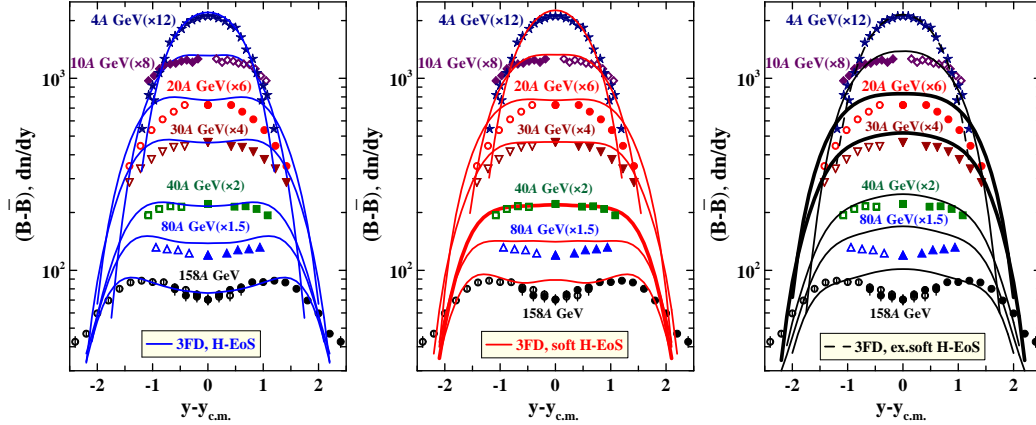 4A GeV(×12)
10A GeV(×8)
20A GeV(×6)
30A GeV(×4)
40A GeV(×2)
80A GeV(×1.5)
158A GeV
3FD, H-EoS
(B-B̅), dn/dy
10³
10²
-2 -1 0 1 2
y-y_c.m.
4A GeV(×12)
10A GeV(×8)
20A GeV(×6)
30A GeV(×4)
40A GeV(×2)
80A GeV(×1.5)
158A GeV
3FD, soft H-EoS
(B-B̅), dn/dy
10³
10²
-2 -1 0 1 2
y-y_c.m.
4A GeV(×12)
10A GeV(×8)
20A GeV(×6)
30A GeV(×4)
40A GeV(×2)
80A GeV(×1.5)
158A GeV
3FD, ex.soft H-EoS
(B-B̅), dn/dy
10³
10²
-2 -1 0 1 2
y-y_c.m.